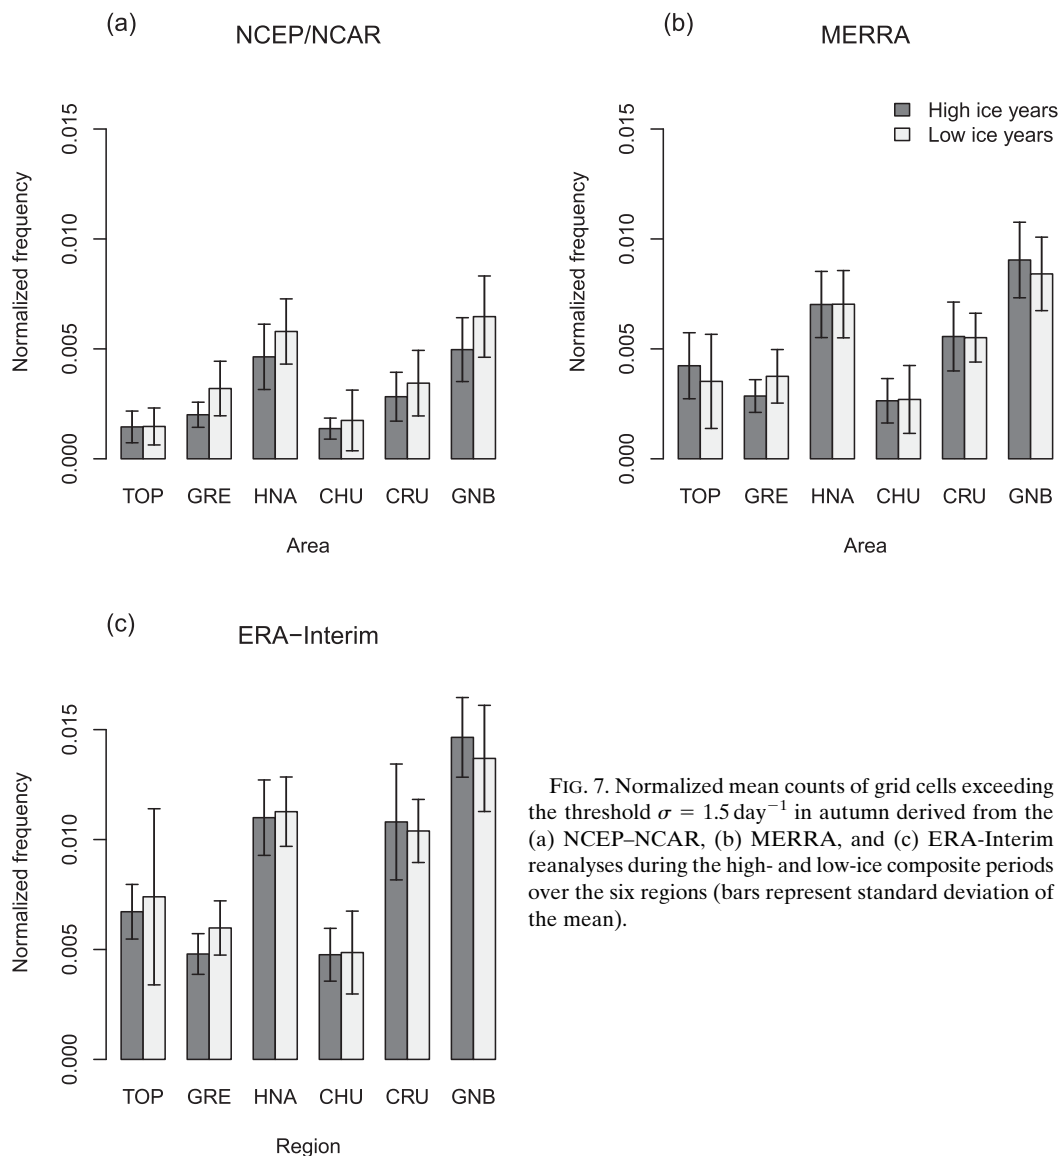 (a)
NCEP/NCAR
Normalized frequency
0.000 0.005 0.010 0.015
TOP GRE HNA CHU CRU GNB
Area
(b)
MERRA
High ice years
Low ice years
Normalized frequency
0.000 0.005 0.010 0.015
TOP GRE HNA CHU CRU GNB
Area
(c)
ERA−Interim
Normalized frequency
0.000 0.005 0.010 0.015
TOP GRE HNA CHU CRU GNB
Region
FIG. 7. Normalized mean counts of grid cells exceeding
the threshold σ = 1.5 day⁻¹ in autumn derived from the
(a) NCEP–NCAR, (b) MERRA, and (c) ERA-Interim
reanalyses during the high- and low-ice composite periods
over the six regions (bars represent standard deviation of
the mean).